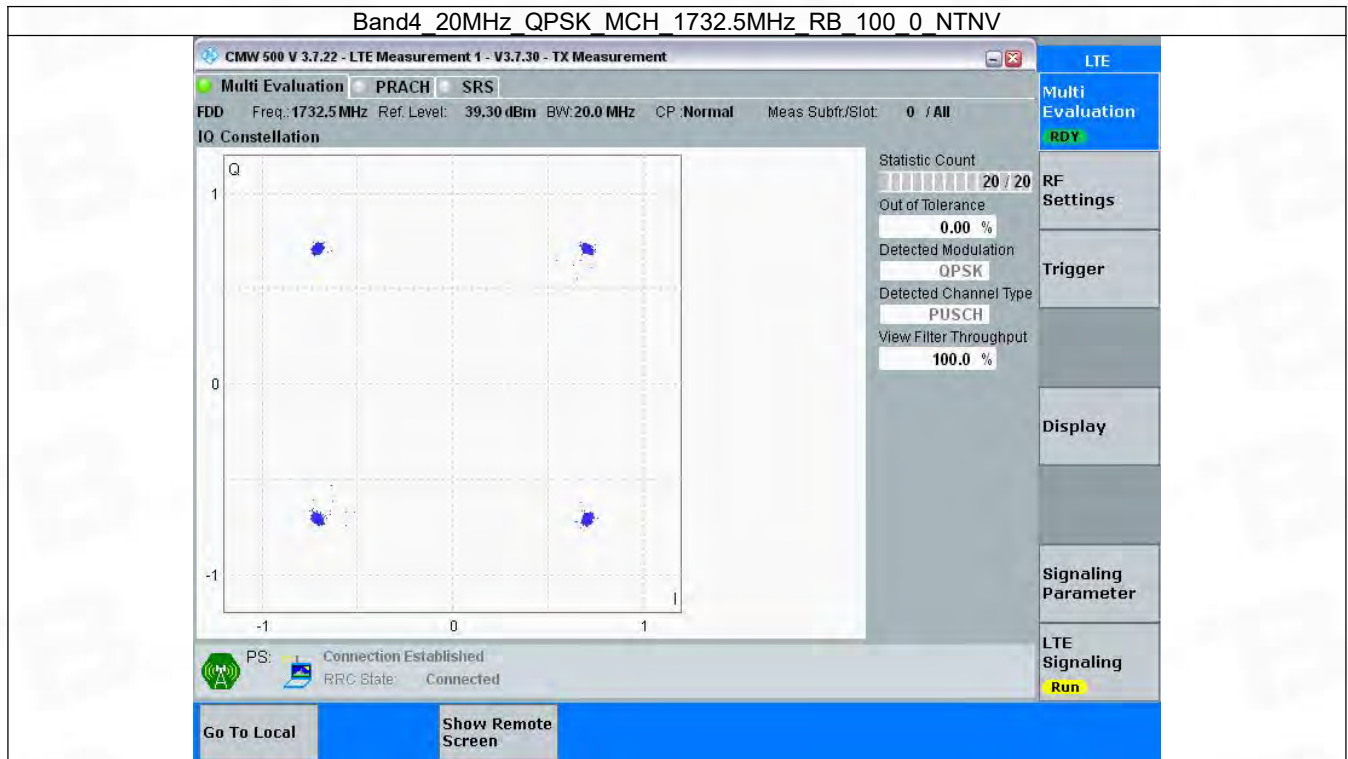 Band4_20MHz_QPSK_MCH_1732.5MHz_RB_100_0_NTNV
CMW 500 V 3.7.22 - LTE Measurement 1 - V3.7.30 - TX Measurement
LTE
Multi Evaluation PRACH SRS
Multi
Evaluation
RDY
FDD Freq.: 1732.5 MHz Ref. Level: 39.30 dBm BW: 20.0 MHz CP :Normal Meas Subfr./Slot: 0 / All
IQ Constellation
Q
1
0
-1
I
-1 0 1
Statistic Count
20 / 20
Out of Tolerance
0.00 %
Detected Modulation
QPSK
Detected Channel Type
PUSCH
View Filter Throughput
100.0 %
RF
Settings
Trigger
Display
Signaling
Parameter
LTE
Signaling
Run
PS: Connection Established
RRC State: Connected
Go To Local
Show Remote
Screen